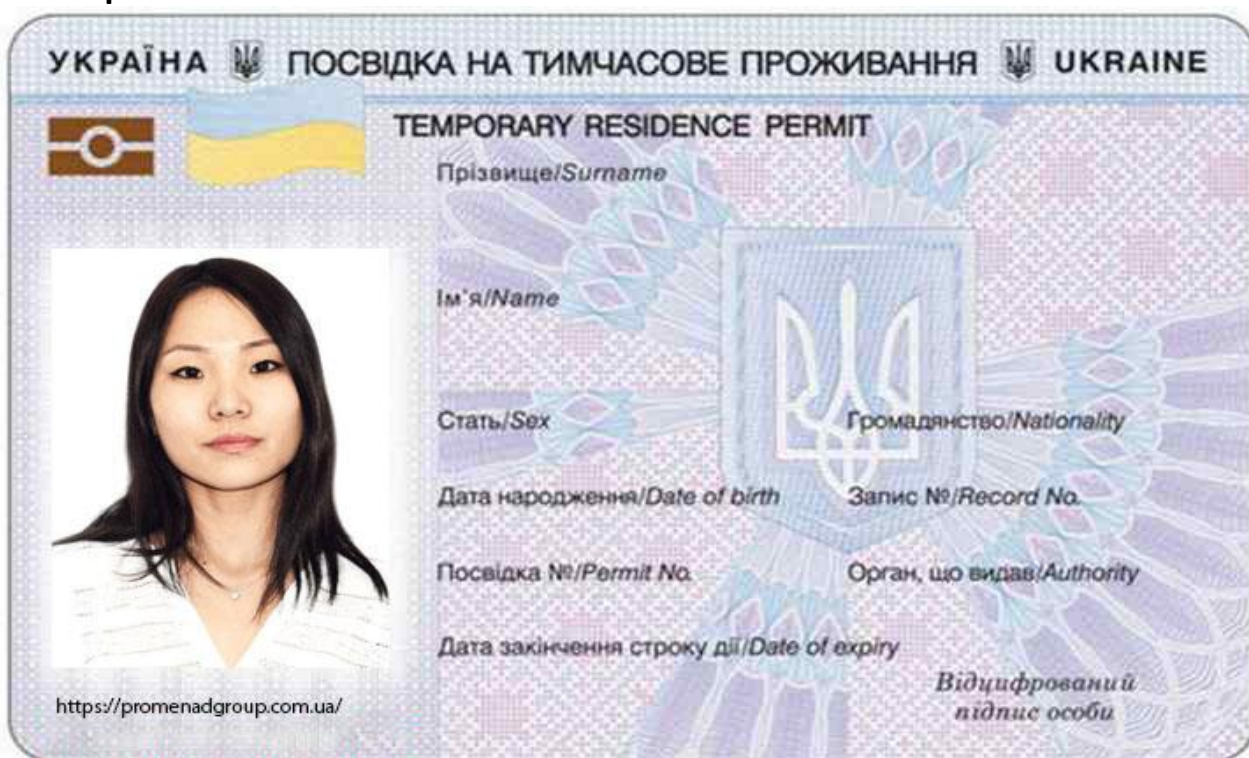 УКРАЇНА ПОСВІДКА НА ТИМЧАСОВЕ ПРОЖИВАННЯ UKRAINE
TEMPORARY RESIDENCE PERMIT
Прізвище/Surname
Ім'я/Name
Стать/Sex Громадянство/Nationality
Дата народження/Date of birth Запис №/Record No.
Посвідка №/Permit No. Орган, що видав/Authority
Дата закінчення строку дії/Date of expiry
Відцифрований
підпис особи
https://promenadgroup.com.ua/